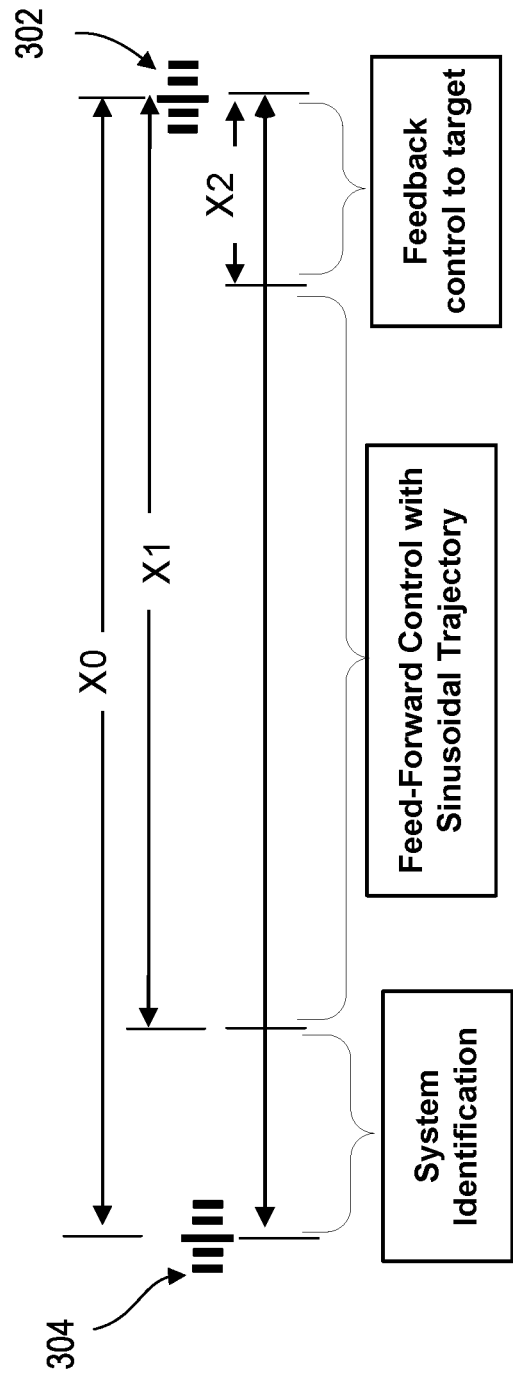 302
X0
X1
X2
304
System
Identification
Feed-Forward Control with
Sinusoidal Trajectory
Feedback
control to target